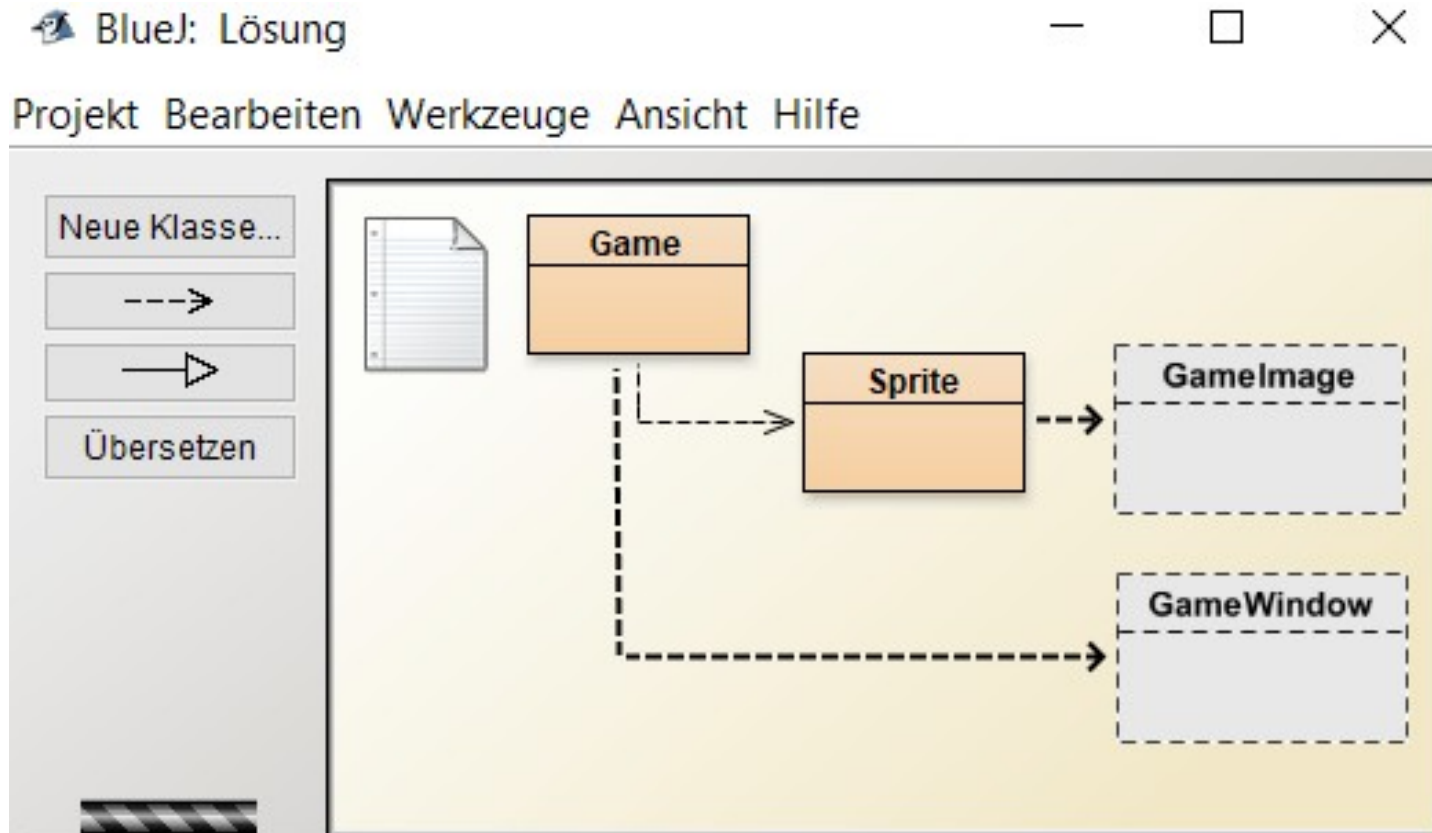 BlueJ: Lösung
Projekt Bearbeiten Werkzeuge Ansicht Hilfe
Neue Klasse...
Übersetzen
Game
Sprite
GameImage
GameWindow